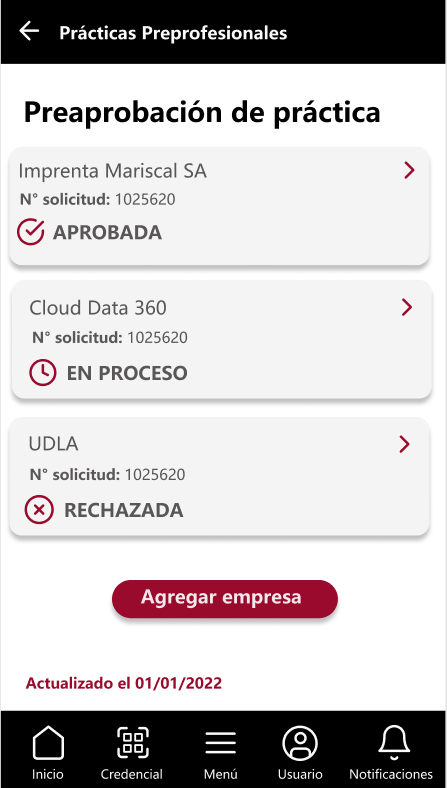 Prácticas Preprofesionales
Preaprobación de práctica
Imprenta Mariscal SA
N° solicitud: 1025620
APROBADA
Cloud Data 360
N° solicitud: 1025620
EN PROCESO
UDLA
N° solicitud: 1025620
RECHAZADA
Agregar empresa
Actualizado el 01/01/2022
Inicio Credencial Menú Usuario Notificaciones